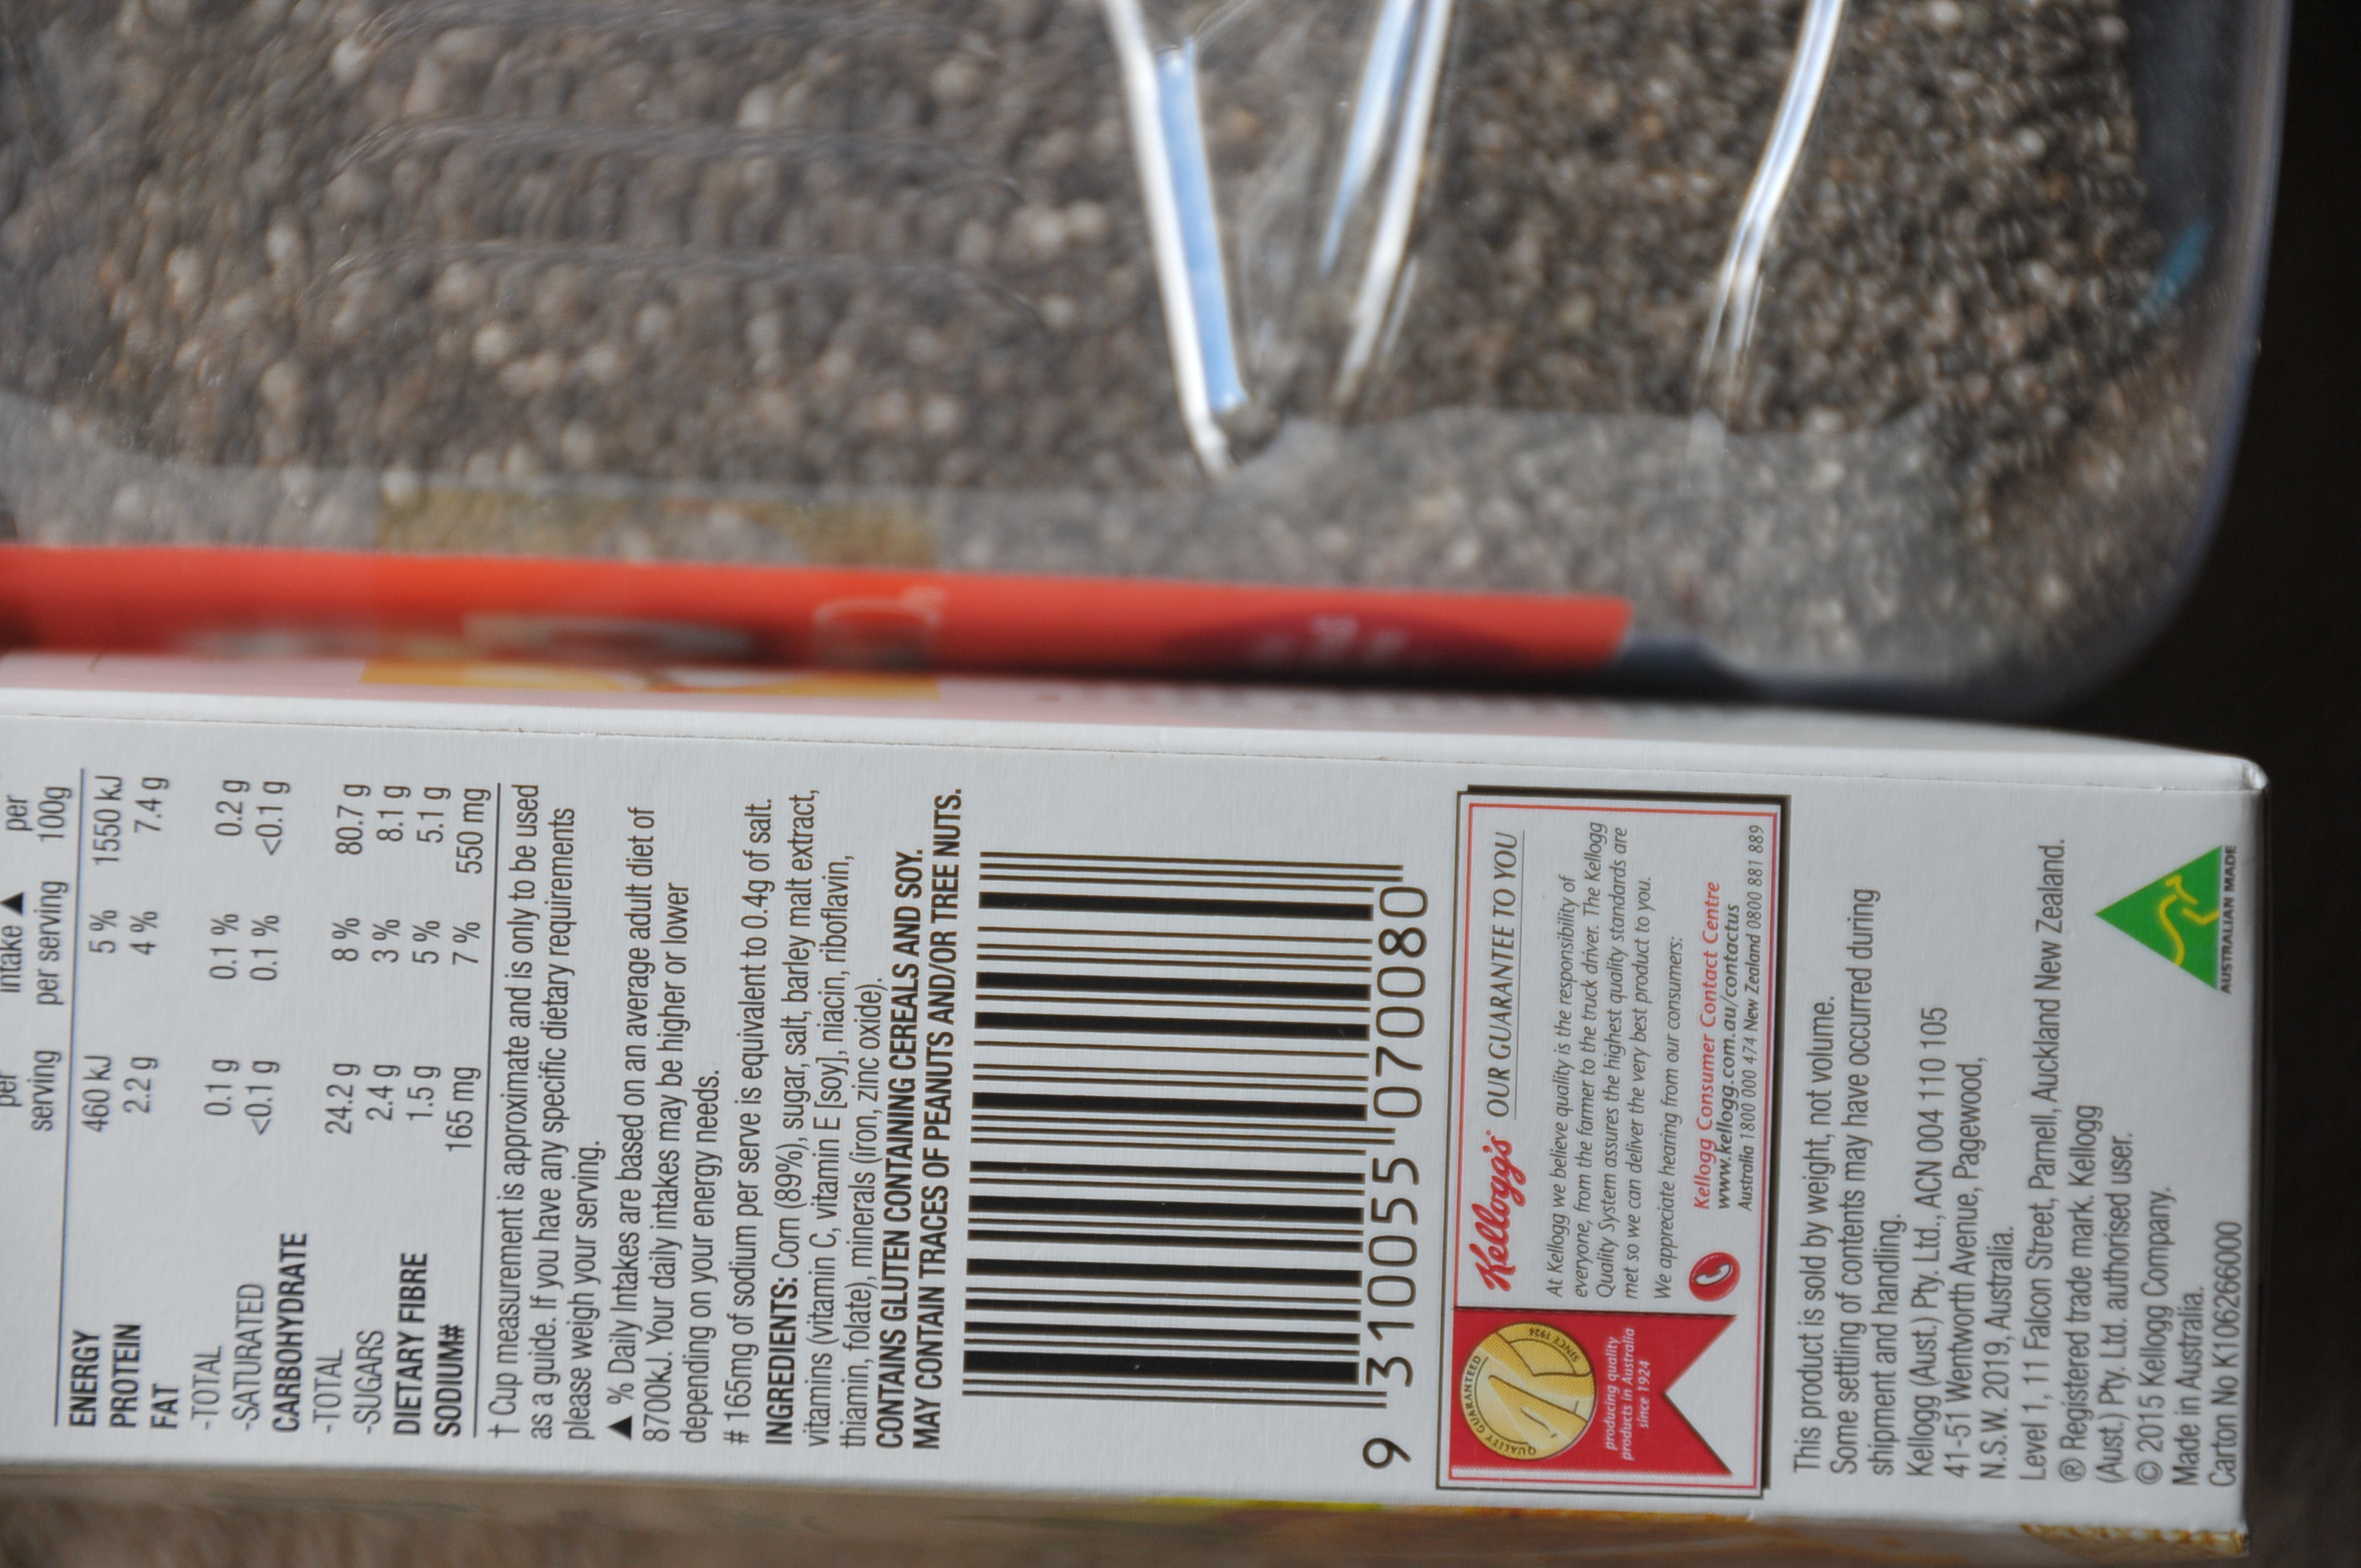 per intake ▲ per
serving per serving 100g
ENERGY 460 kJ 5 % 1550 kJ
PROTEIN 2.2 g 4 % 7.4 g
FAT
-TOTAL 0.1 g 0.1 % 0.2 g
-SATURATED <0.1 g 0.1 % <0.1 g
CARBOHYDRATE
-TOTAL 24.2 g 8 % 80.7 g
-SUGARS 2.4 g 3 % 8.1 g
DIETARY FIBRE 1.5 g 5 % 5.1 g
SODIUM# 165 mg 7 % 550 mg
† Cup measurement is approximate and is only to be used
as a guide. If you have any specific dietary requirements
please weigh your serving.
▲ % Daily Intakes are based on an average adult diet of
8700kJ. Your daily intakes may be higher or lower
depending on your energy needs.
# 165mg of sodium per serve is equivalent to 0.4g of salt.
INGREDIENTS: Corn (89%), sugar, salt, barley malt extract,
vitamins (vitamin C, vitamin E [soy], niacin, riboflavin,
thiamin, folate), minerals (iron, zinc oxide).
CONTAINS GLUTEN CONTAINING CEREALS AND SOY.
MAY CONTAIN TRACES OF PEANUTS AND/OR TREE NUTS.
9 310055 070080
QUALITY GUARANTEED SINCE 1924
producing quality
products in Australia
since 1924
Kellogg's OUR GUARANTEE TO YOU
At Kellogg we believe quality is the responsibility of
everyone, from the farmer to the truck driver. The Kellogg
Quality System assures the highest quality standards are
met so we can deliver the very best product to you.
We appreciate hearing from our consumers:
Kellogg Consumer Contact Centre
www.kellogg.com.au/contactus
Australia 1800 000 474 New Zealand 0800 881 889
This product is sold by weight, not volume.
Some settling of contents may have occurred during
shipment and handling.
Kellogg (Aust.) Pty. Ltd., ACN 004 110 105
41-51 Wentworth Avenue, Pagewood,
N.S.W. 2019, Australia.
Level 1, 11 Falcon Street, Parnell, Auckland New Zealand.
® Registered trade mark. Kellogg
(Aust.) Pty. Ltd. authorised user.
© 2015 Kellogg Company.
Made in Australia.
Carton No K106266000
AUSTRALIAN MADE